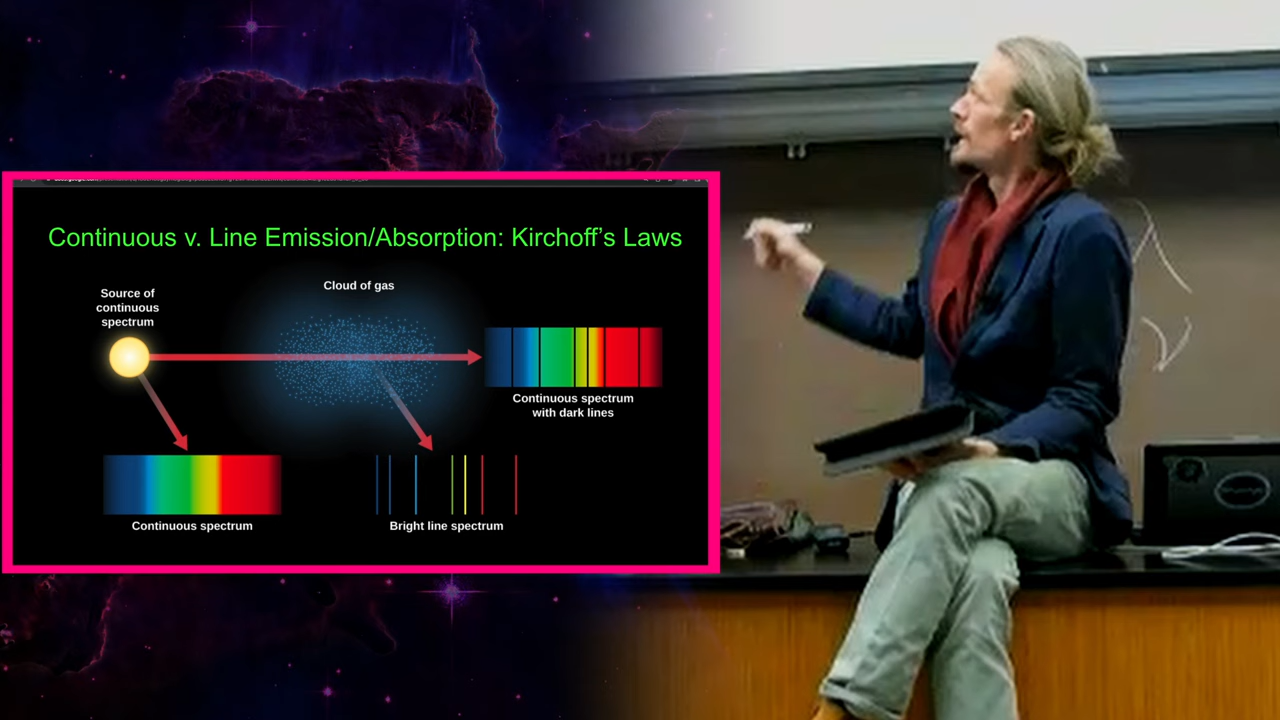 Continuous v. Line Emission/Absorption: Kirchoff's Laws
Source of
continuous
spectrum
Cloud of gas
Continuous spectrum
with dark lines
Continuous spectrum
Bright line spectrum